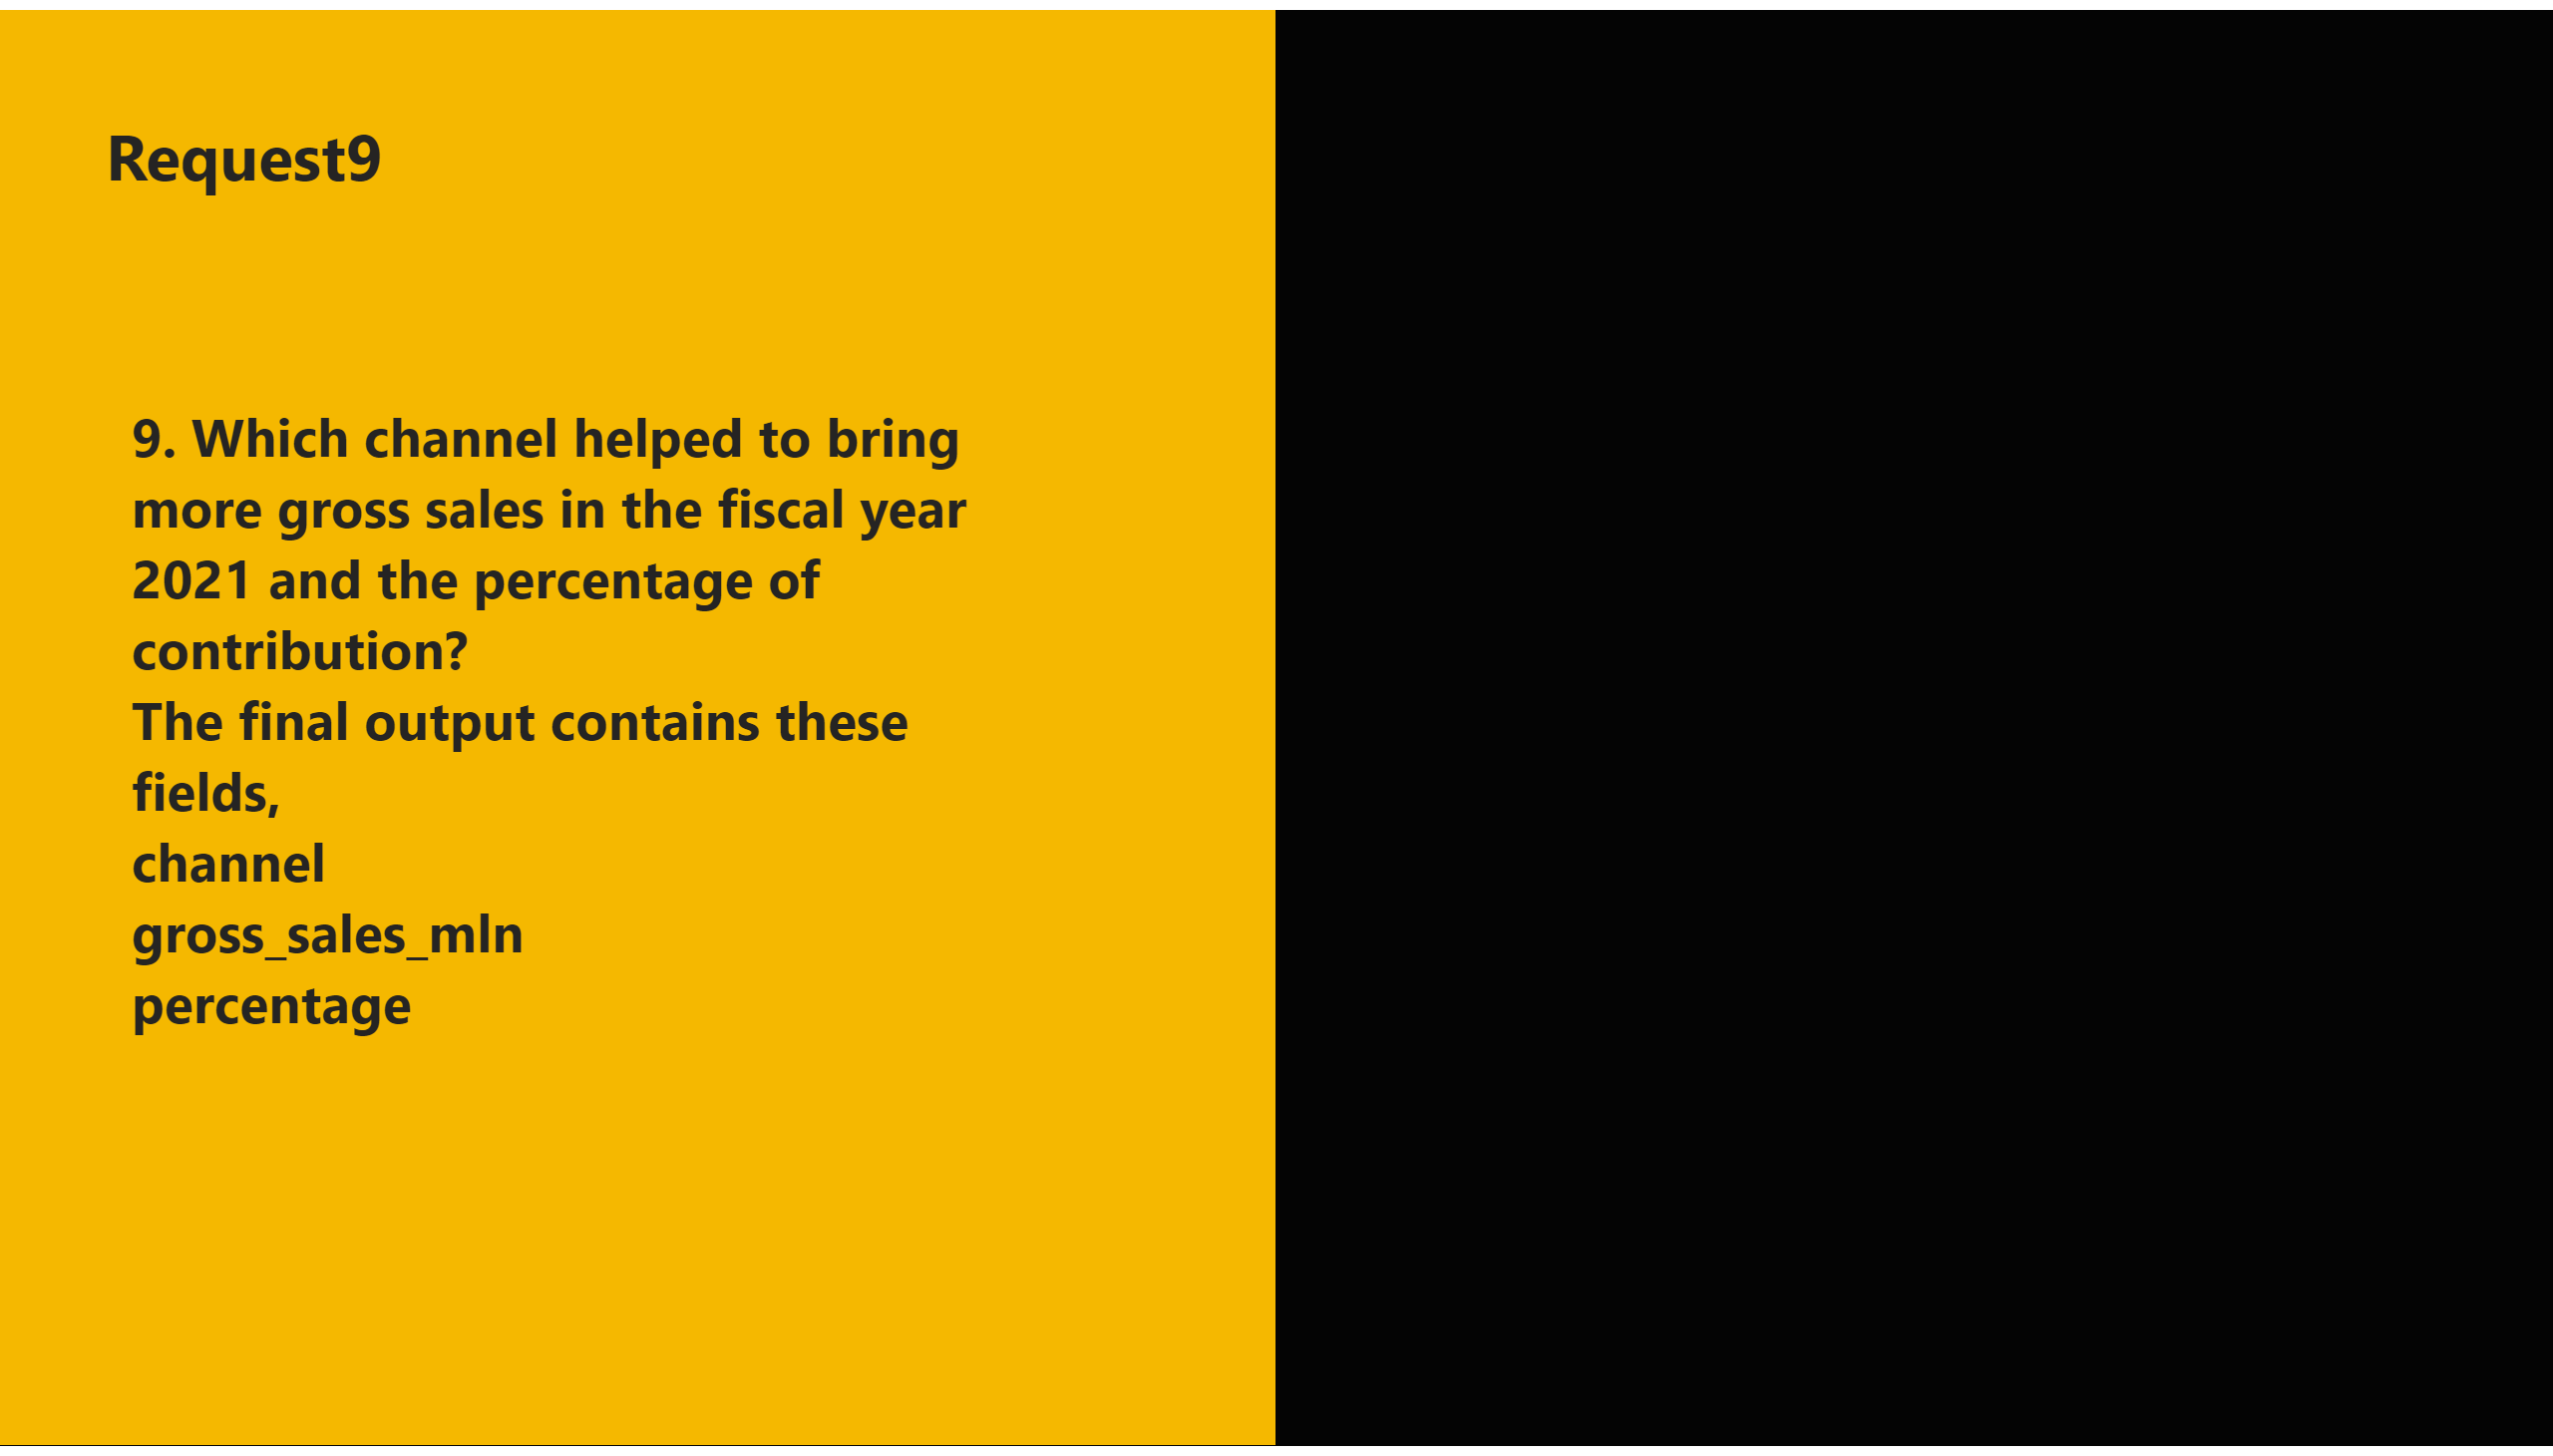 Request9
9. Which channel helped to bring
more gross sales in the fiscal year
2021 and the percentage of
contribution?
The final output contains these
fields,
channel
gross_sales_mln
percentage